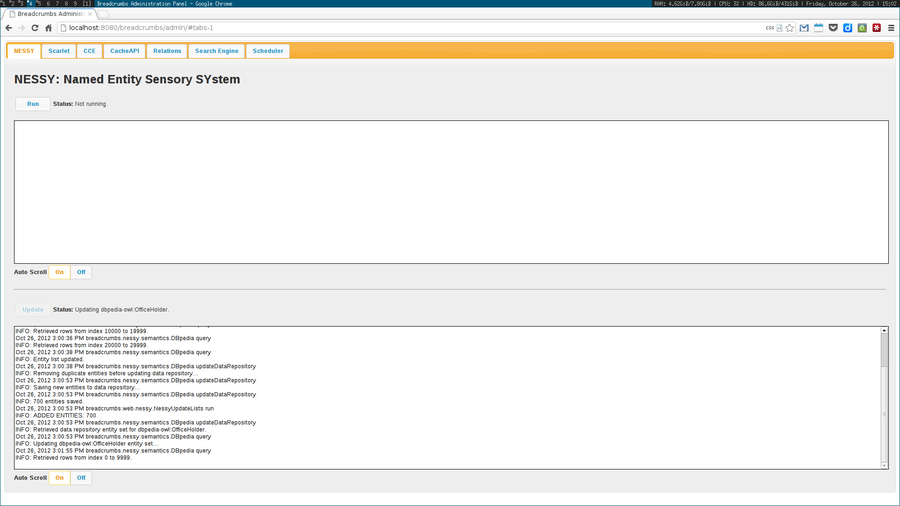 1 2 3 4 5 6 7 8 9 [1] Breadcrumbs Administration Panel - Google Chrome RAM: 4,62GiB/7,80GiB | CPU: 3% | HD: 86,6GiB/431GiB | Friday, October 26, 2012 | 15:02
Breadcrumbs Administ
localhost:8080/breadcrumbs/admin/#tabs-1 css
NESSY Scarlet CCE CacheAPI Relations Search Engine Scheduler
NESSY: Named Entity Sensory SYstem
Run Status: Not running.
Auto Scroll On Off
Update Status: Updating dbpedia-owl:OfficeHolder.
INFO: Retrieved rows from index 10000 to 19999.
Oct 26, 2012 3:00:36 PM breadcrumbs.nessy.semantics.DBpedia query
INFO: Retrieved rows from index 20000 to 29999.
Oct 26, 2012 3:00:38 PM breadcrumbs.nessy.semantics.DBpedia query
INFO: Entity list updated.
Oct 26, 2012 3:00:38 PM breadcrumbs.nessy.semantics.DBpedia updateDataRepository
INFO: Removing duplicate entities before updating data repository...
Oct 26, 2012 3:00:53 PM breadcrumbs.nessy.semantics.DBpedia updateDataRepository
INFO: Saving new entities to data repository...
Oct 26, 2012 3:00:53 PM breadcrumbs.nessy.semantics.DBpedia updateDataRepository
INFO: 700 entities saved.
Oct 26, 2012 3:00:53 PM breadcrumbs.web.nessy.NessyUpdateLists run
INFO: ADDED ENTITIES: 700
Oct 26, 2012 3:00:53 PM breadcrumbs.nessy.semantics.DBpedia updateDataRepository
INFO: Retrieved data repository entity set for dbpedia-owl:OfficeHolder.
Oct 26, 2012 3:00:53 PM breadcrumbs.nessy.semantics.DBpedia query
INFO: Updating dbpedia-owl:OfficeHolder entity set...
Oct 26, 2012 3:01:55 PM breadcrumbs.nessy.semantics.DBpedia query
INFO: Retrieved rows from index 0 to 9999.
Auto Scroll On Off